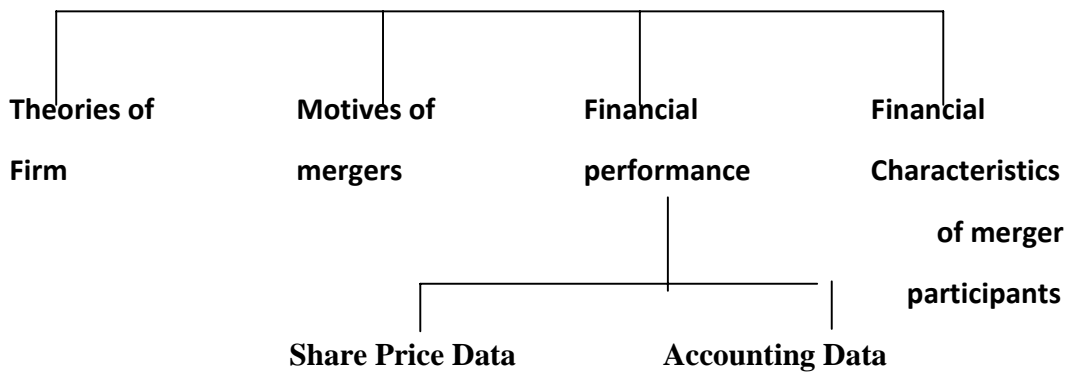 Theories of
Firm
Motives of
mergers
Financial
performance
Financial
Characteristics
of merger
participants
Share Price Data
Accounting Data